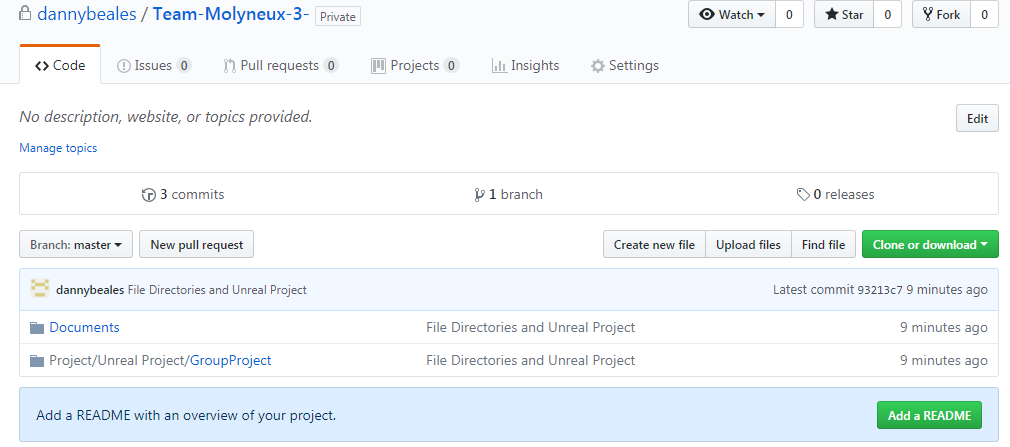 dannybeales / Team-Molyneux-3- Private Watch 0 Star 0 Fork 0
Code Issues 0 Pull requests 0 Projects 0 Insights Settings
No description, website, or topics provided. Edit
Manage topics
3 commits 1 branch 0 releases
Branch: master New pull request Create new file Upload files Find file Clone or download
dannybeales File Directories and Unreal Project Latest commit 93213c7 9 minutes ago
Documents File Directories and Unreal Project 9 minutes ago
Project/Unreal Project/GroupProject File Directories and Unreal Project 9 minutes ago
Add a README with an overview of your project. Add a README